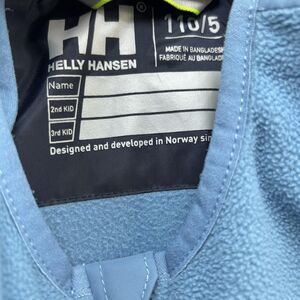 HH®
HELLY HANSEN
110/5
MADE IN BANGLADESH
FABRIQUÉ AU
Name
2nd KID
3rd KID
Designed and developed in Norway